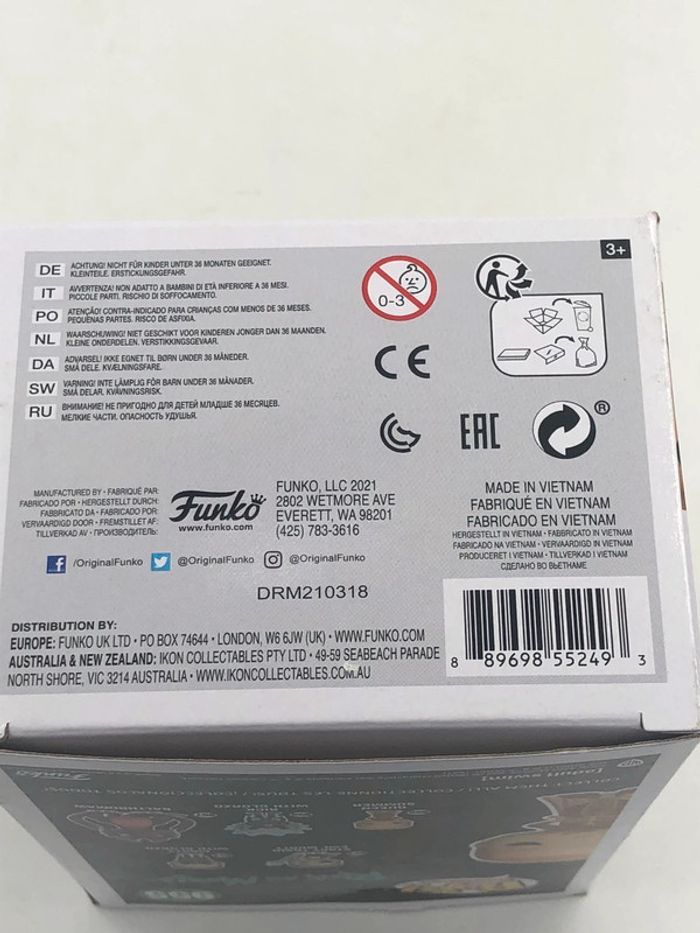 3+
DE ACHTUNG! NICHT FÜR KINDER UNTER 36 MONATEN GEEIGNET.
KLEINTEILE. ERSTICKUNGSGEFAHR.
IT AVVERTENZA! NON ADATTO A BAMBINI DI ETÀ INFERIORE A 36 MESI.
PICCOLE PARTI. RISCHIO DI SOFFOCAMENTO.
PO ATENÇÃO! CONTRA-INDICADO PARA CRIANÇAS COM MENOS DE 36 MESES.
PEQUENAS PARTES. RISCO DE ASFIXIA.
NL WAARSCHUWING! NIET GESCHIKT VOOR KINDEREN JONGER DAN 36 MAANDEN.
KLEINE ONDERDELEN. VERSTIKKINGSGEVAAR.
DA ADVARSEL! IKKE EGNET TIL BØRN UNDER 36 MÅNEDER.
SMÅ DELE. KVÆLNINGSFARE.
SW VARNING! INTE LÄMPLIG FÖR BARN UNDER 36 MÅNADER.
SMÅ DELAR. KVÄVNINGSRISK.
RU ВНИМАНИЕ! НЕ ПРИГОДНО ДЛЯ ДЕТЕЙ МЛАДШЕ 36 МЕСЯЦЕВ.
МЕЛКИЕ ЧАСТИ. ОПАСНОСТЬ УДУШЬЯ.
0-3
CE
EAC
®
MANUFACTURED BY • FABRIQUÉ PAR:
FABRICADO POR • HERGESTELLT DURCH:
FABBRICATO DA • FABRICADO POR:
VERVAARDIGD DOOR • FREMSTILLET AF:
TILLVERKAD AV • ПРОИЗВОДИТЕЛЬ:
Funko
www.funko.com
FUNKO, LLC 2021
2802 WETMORE AVE
EVERETT, WA 98201
(425) 783-3616
MADE IN VIETNAM
FABRIQUÉ EN VIETNAM
FABRICADO EN VIETNAM
HERGESTELLT IN VIETNAM • FABBRICATO IN VIETNAM
FABRICADO NA VIETNAM • VERVAARDIGD IN VIETNAM
PRODUCERET I VIETNAM • TILLVERKAD I VIETNAM
СДЕЛАНО ВО ВЬЕТНАМЕ
/OriginalFunko @OriginalFunko @OriginalFunko
DRM210318
DISTRIBUTION BY:
EUROPE: FUNKO UK LTD • PO BOX 74644 • LONDON, W6 6JW (UK) • WWW.FUNKO.COM
AUSTRALIA & NEW ZEALAND: IKON COLLECTABLES PTY LTD • 49-59 SEABEACH PARADE
NORTH SHORE, VIC 3214 AUSTRALIA • WWW.IKONCOLLECTABLES.COM.AU
8 89698 55249 3
Funko
[adult swim]